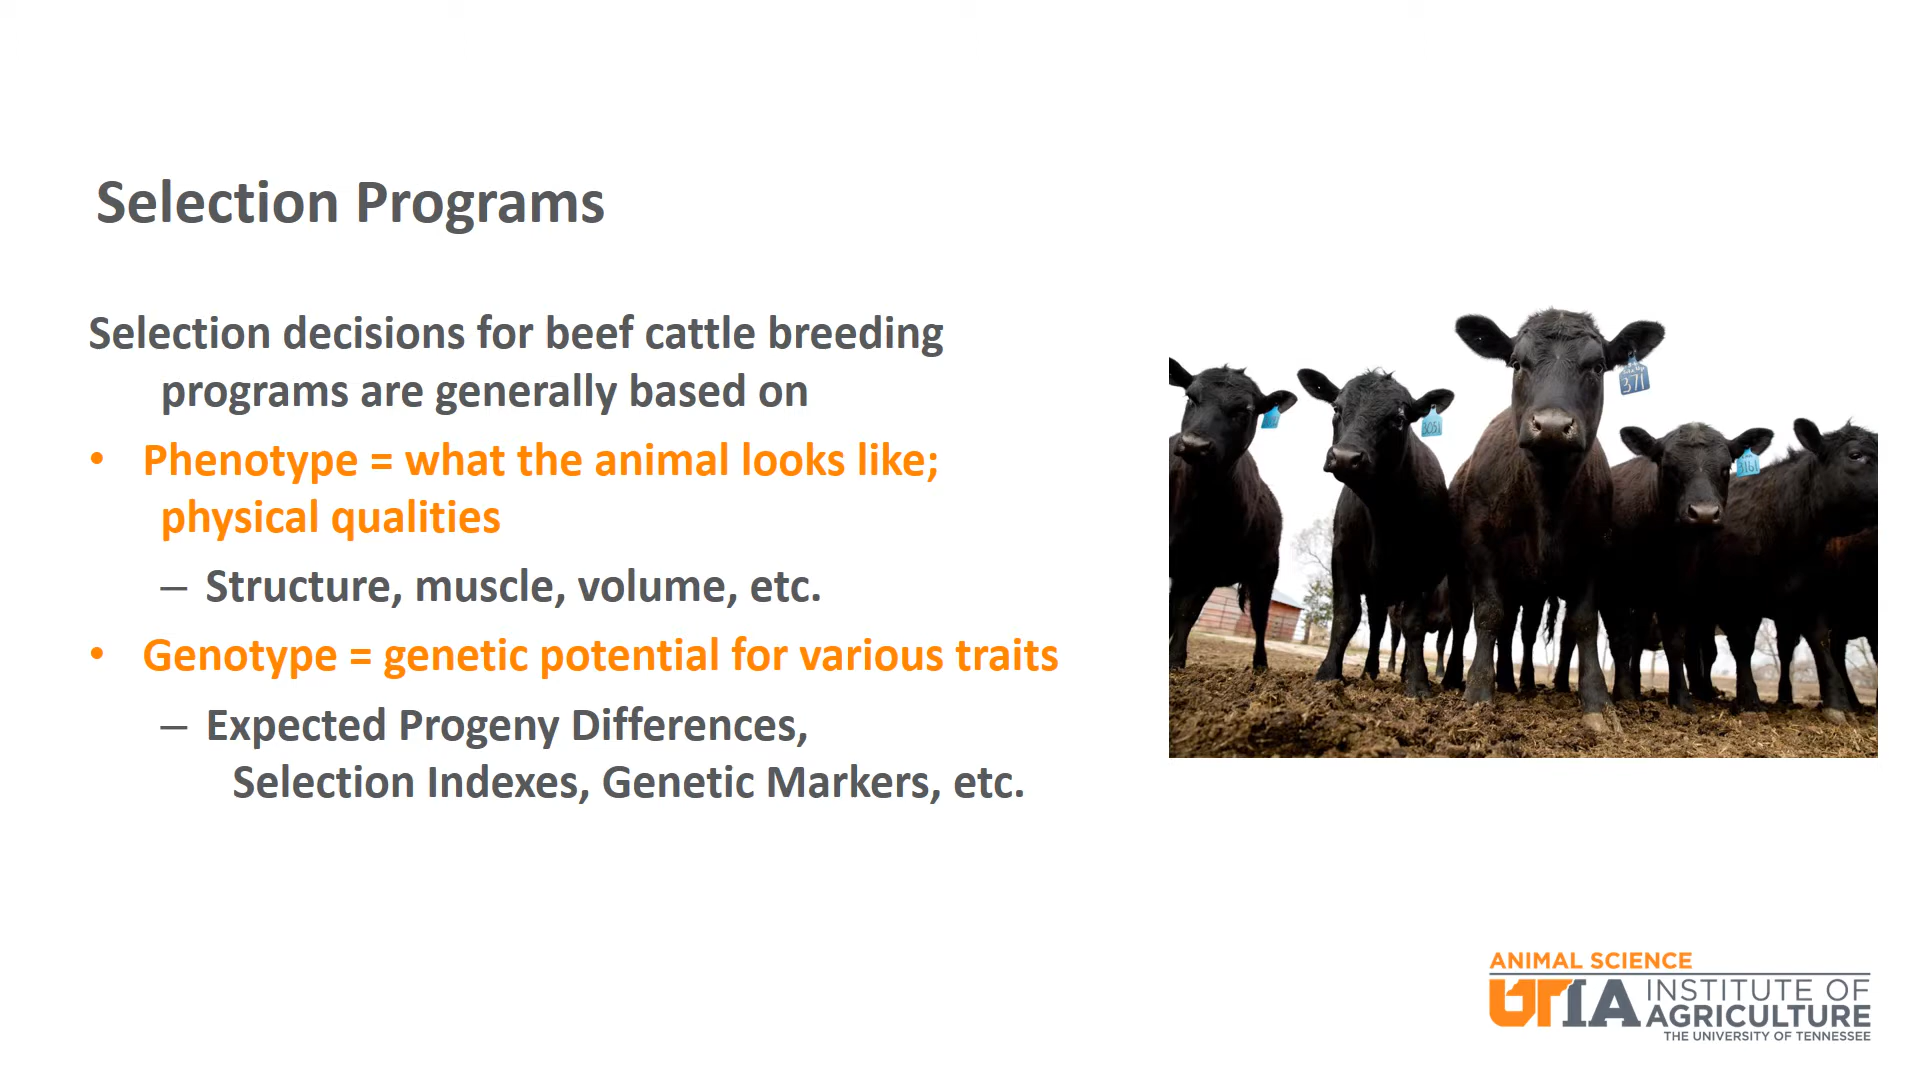 Selection Programs
Selection decisions for beef cattle breeding
programs are generally based on
• Phenotype = what the animal looks like;
physical qualities
– Structure, muscle, volume, etc.
• Genotype = genetic potential for various traits
– Expected Progeny Differences,
Selection Indexes, Genetic Markers, etc.
371
3051
3161
ANIMAL SCIENCE
UTIA INSTITUTE OF
AGRICULTURE
THE UNIVERSITY OF TENNESSEE